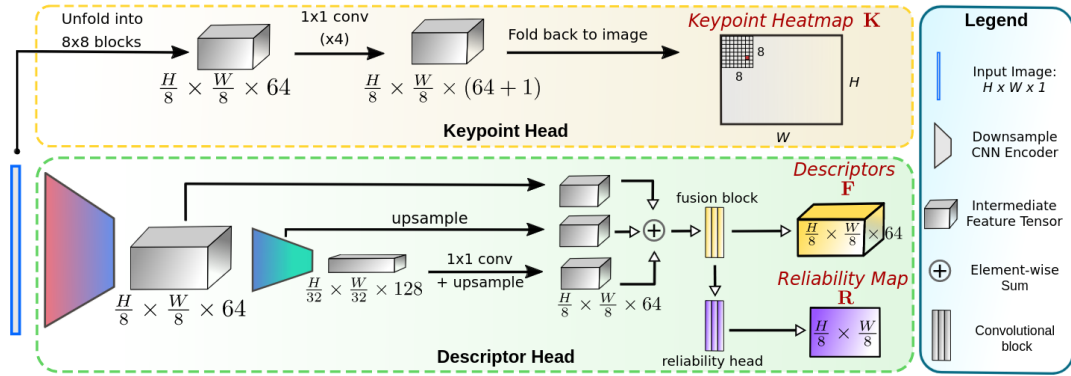 Unfold into
8x8 blocks
H/8 × W/8 × 64
1x1 conv
(x4)
H/8 × W/8 × (64 + 1)
Fold back to image
Keypoint Heatmap K
8
8
H
W
Keypoint Head
H/8 × W/8 × 64
upsample
H/32 × W/32 × 128
1x1 conv
+ upsample
H/8 × W/8 × 64
fusion block
Descriptors
F
H/8 × W/8 × 64
Reliability Map
R
H/8 × W/8
reliability head
Descriptor Head
Legend
Input Image:
H x W x 1
Downsample
CNN Encoder
Intermediate
Feature Tensor
Element-wise
Sum
Convolutional
block